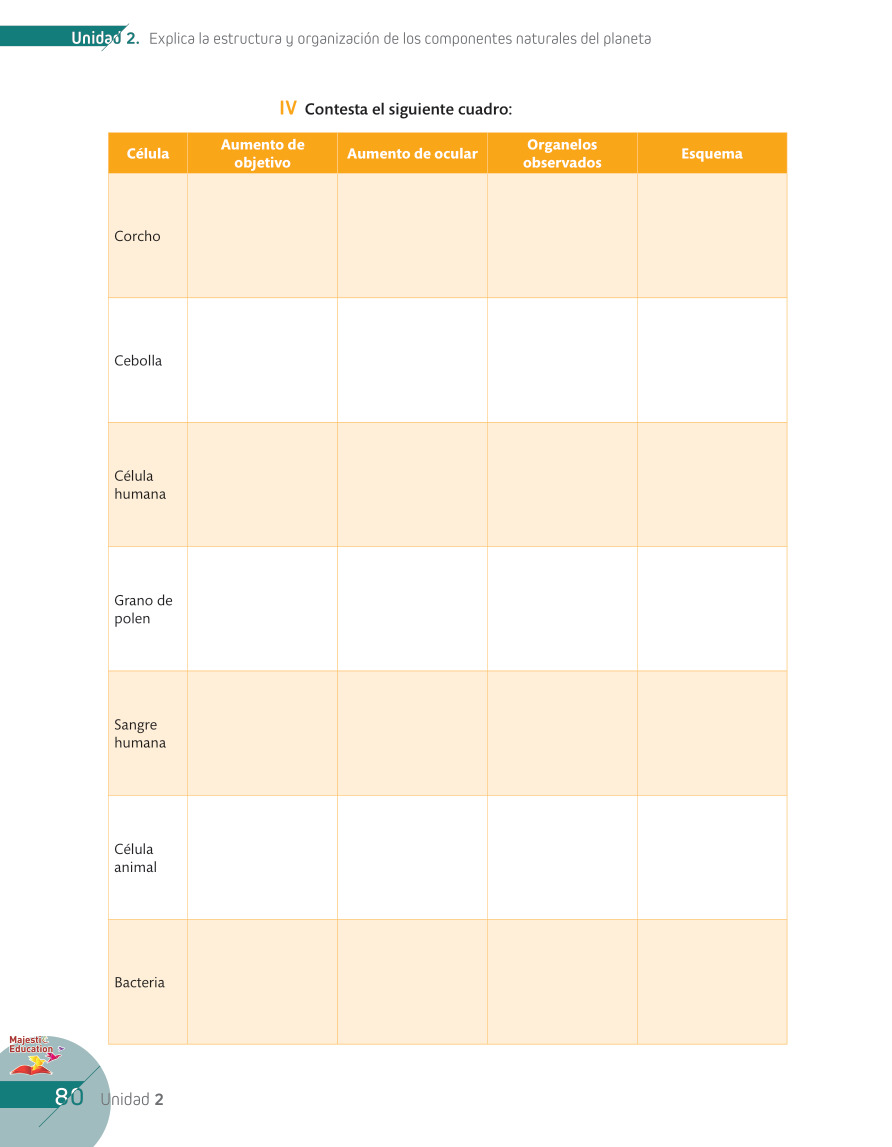 Unidad 2. Explica la estructura y organización de los componentes naturales del planeta
IV Contesta el siguiente cuadro:
Célula
Aumento de
objetivo
Aumento de ocular
Organelos
observados
Esquema
Corcho
Cebolla
Célula
humana
Grano de
polen
Sangre
humana
Célula
animal
Bacteria
Majestic
Education
80 Unidad 2